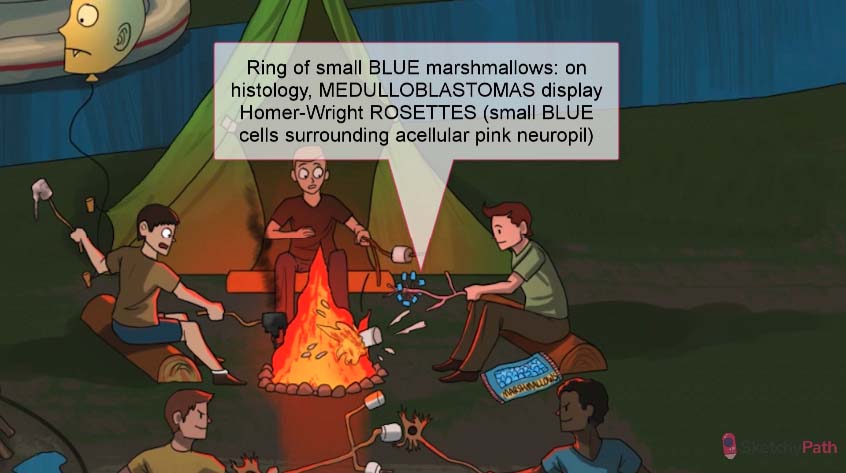 Ring of small BLUE marshmallows: on
histology, MEDULLOBLASTOMAS display
Homer-Wright ROSETTES (small BLUE
cells surrounding acellular pink neuropil)
MARSHMALLOWS
SketchyPath